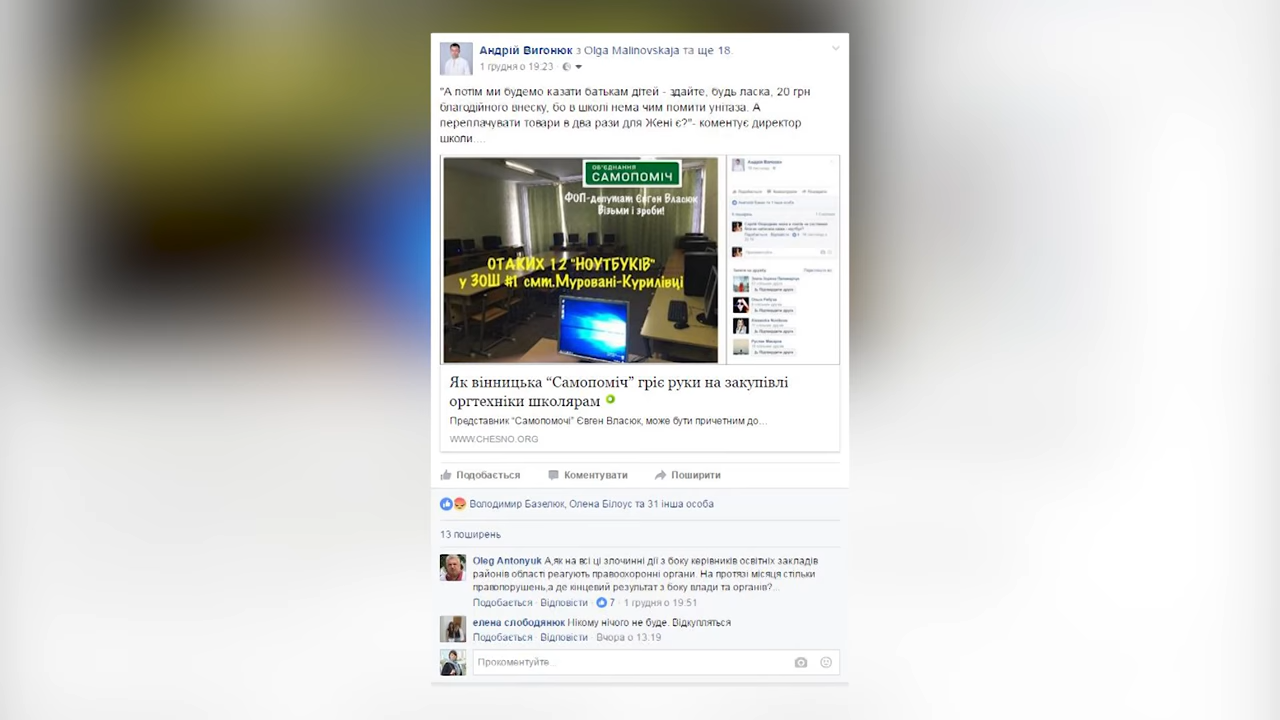 Андрій Вигонюк з Olga Malinovskaja та ще 18.
1 грудня о 19:23
"А потім ми будемо казати батькам дітей - здайте, будь ласка, 20 грн
благодійного внеску, бо в школі нема чим помити унітаза. А
переплачувати товари в два рази для Жені є?"- коментує директор
школи....
ОБ'ЄДНАННЯ
САМОПОМІЧ
ФОП-депутат Євген Власюк
Візьми і зроби!
ОТАКИХ 12 "НОУТБУКІВ"
у ЗОШ #1 смт.Муровані-Курилівці
Андрій Вигонюк
Як вінницька “Самопоміч” гріє руки на закупівлі
оргтехніки школярам
Представник “Самопомочі” Євген Власюк, може бути причетним до...
WWW.CHESNO.ORG
Подобається Коментувати Поширити
Володимир Базелюк, Олена Білоус та 31 інша особа
13 поширень
Oleg Antonyuk А,як на всі ці злочинні дії з боку керівників освітніх закладів
районів області реагують правоохоронні органи. На протязі місяця стільки
правопорушень,а де кінцевий результат з боку влади та органів?...
Подобається · Відповісти · 7 · 1 грудня о 19:51
елена слободянюк Нікому нічого не буде. Відкупляться
Подобається · Відповісти · Вчора о 13:19
Прокоментуйте...